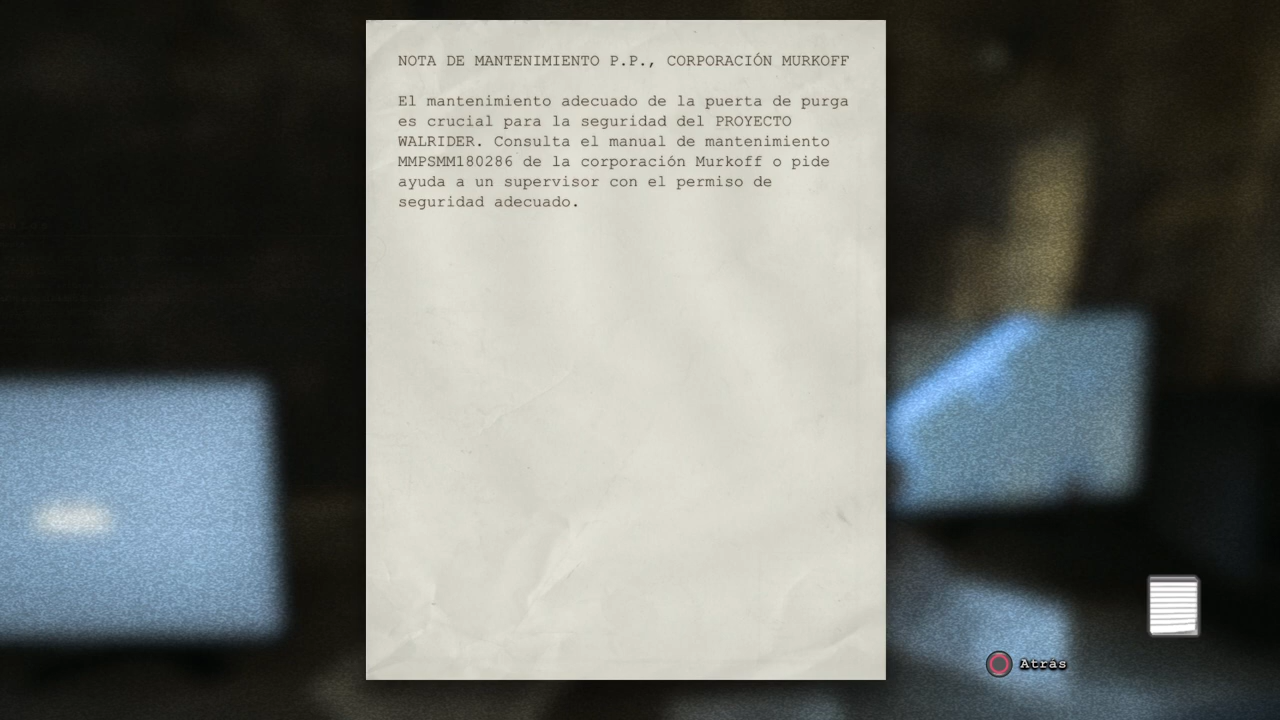 NOTA DE MANTENIMIENTO P.P., CORPORACIÓN MURKOFF
El mantenimiento adecuado de la puerta de purga
es crucial para la seguridad del PROYECTO
WALRIDER. Consulta el manual de mantenimiento
MMPSMM180286 de la corporación Murkoff o pide
ayuda a un supervisor con el permiso de
seguridad adecuado.
Atrás